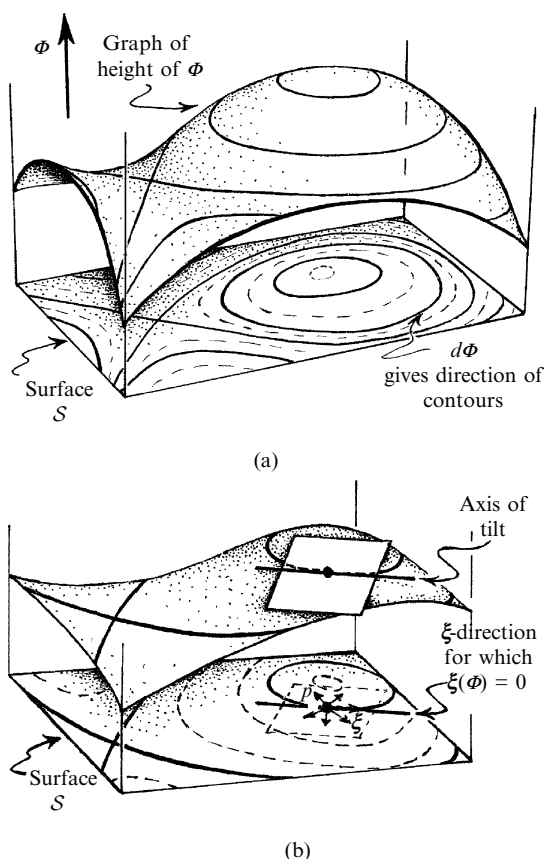 Φ
Graph of
height of Φ
Surface
S
dΦ
gives direction of
contours
(a)
Axis of
tilt
ξ-direction
for which
ξ(Φ) = 0
p
ξ
Surface
S
(b)